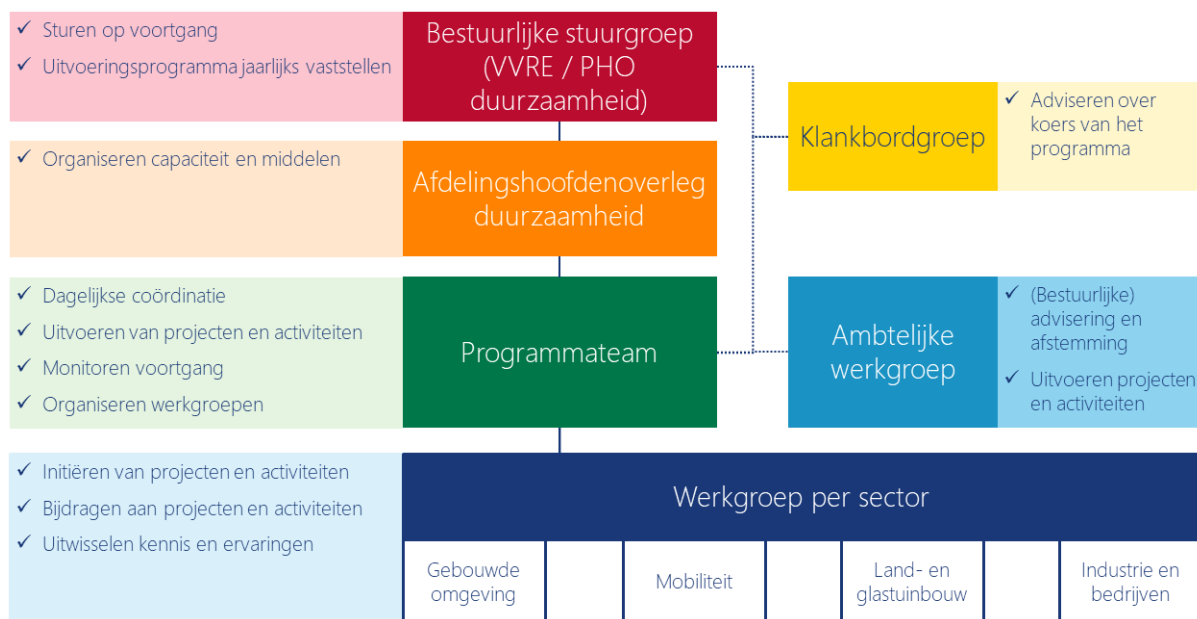 ✓ Sturen op voortgang
✓ Uitvoeringsprogramma jaarlijks vaststellen
Bestuurlijke stuurgroep
(VVRE / PHO
duurzaamheid)
Klankbordgroep
✓ Adviseren over
koers van het
programma
✓ Organiseren capaciteit en middelen
Afdelingshoofdenoverleg
duurzaamheid
✓ Dagelijkse coördinatie
✓ Uitvoeren van projecten en activiteiten
✓ Monitoren voortgang
✓ Organiseren werkgroepen
Programmateam
Ambtelijke
werkgroep
✓ (Bestuurlijke)
advisering en
afstemming
✓ Uitvoeren projecten
en activiteiten
✓ Initiëren van projecten en activiteiten
✓ Bijdragen aan projecten en activiteiten
✓ Uitwisselen kennis en ervaringen
Werkgroep per sector
Gebouwde
omgeving
Mobiliteit
Land- en
glastuinbouw
Industrie en
bedrijven